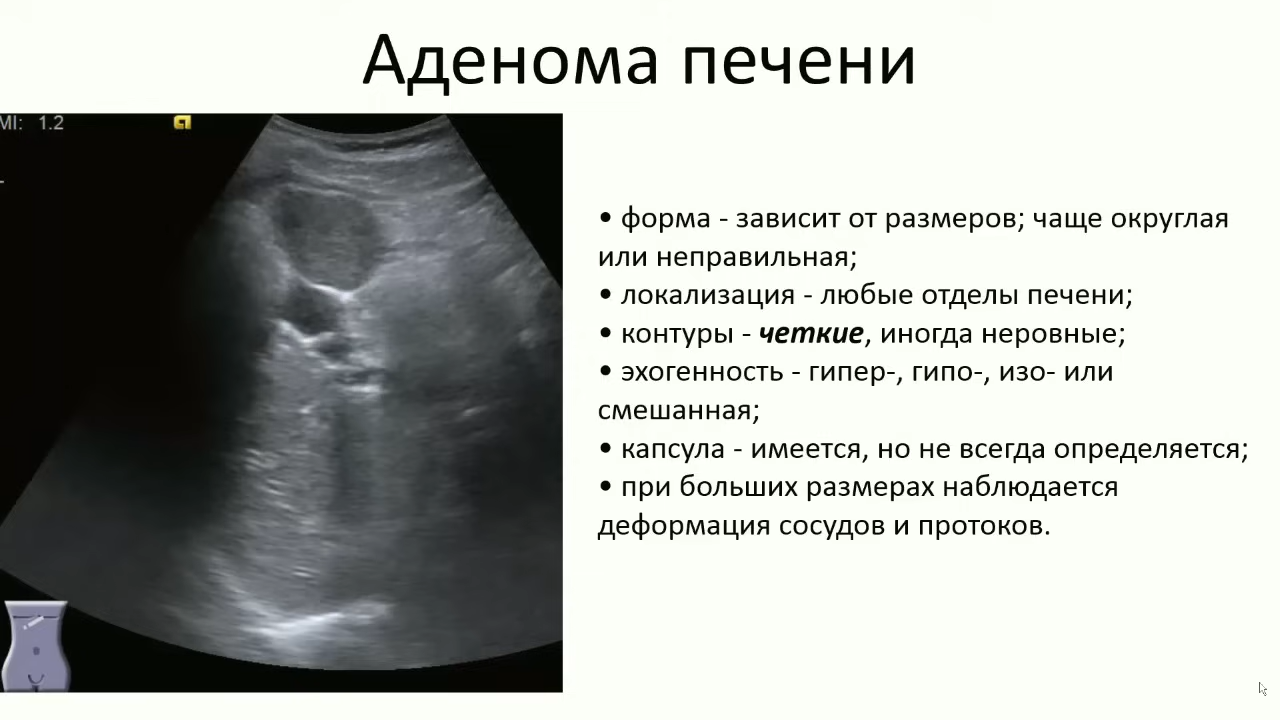 Аденома печени
MI: 1.2
• форма - зависит от размеров; чаще округлая
или неправильная;
• локализация - любые отделы печени;
• контуры - четкие, иногда неровные;
• эхогенность - гипер-, гипо-, изо- или
смешанная;
• капсула - имеется, но не всегда определяется;
• при больших размерах наблюдается
деформация сосудов и протоков.